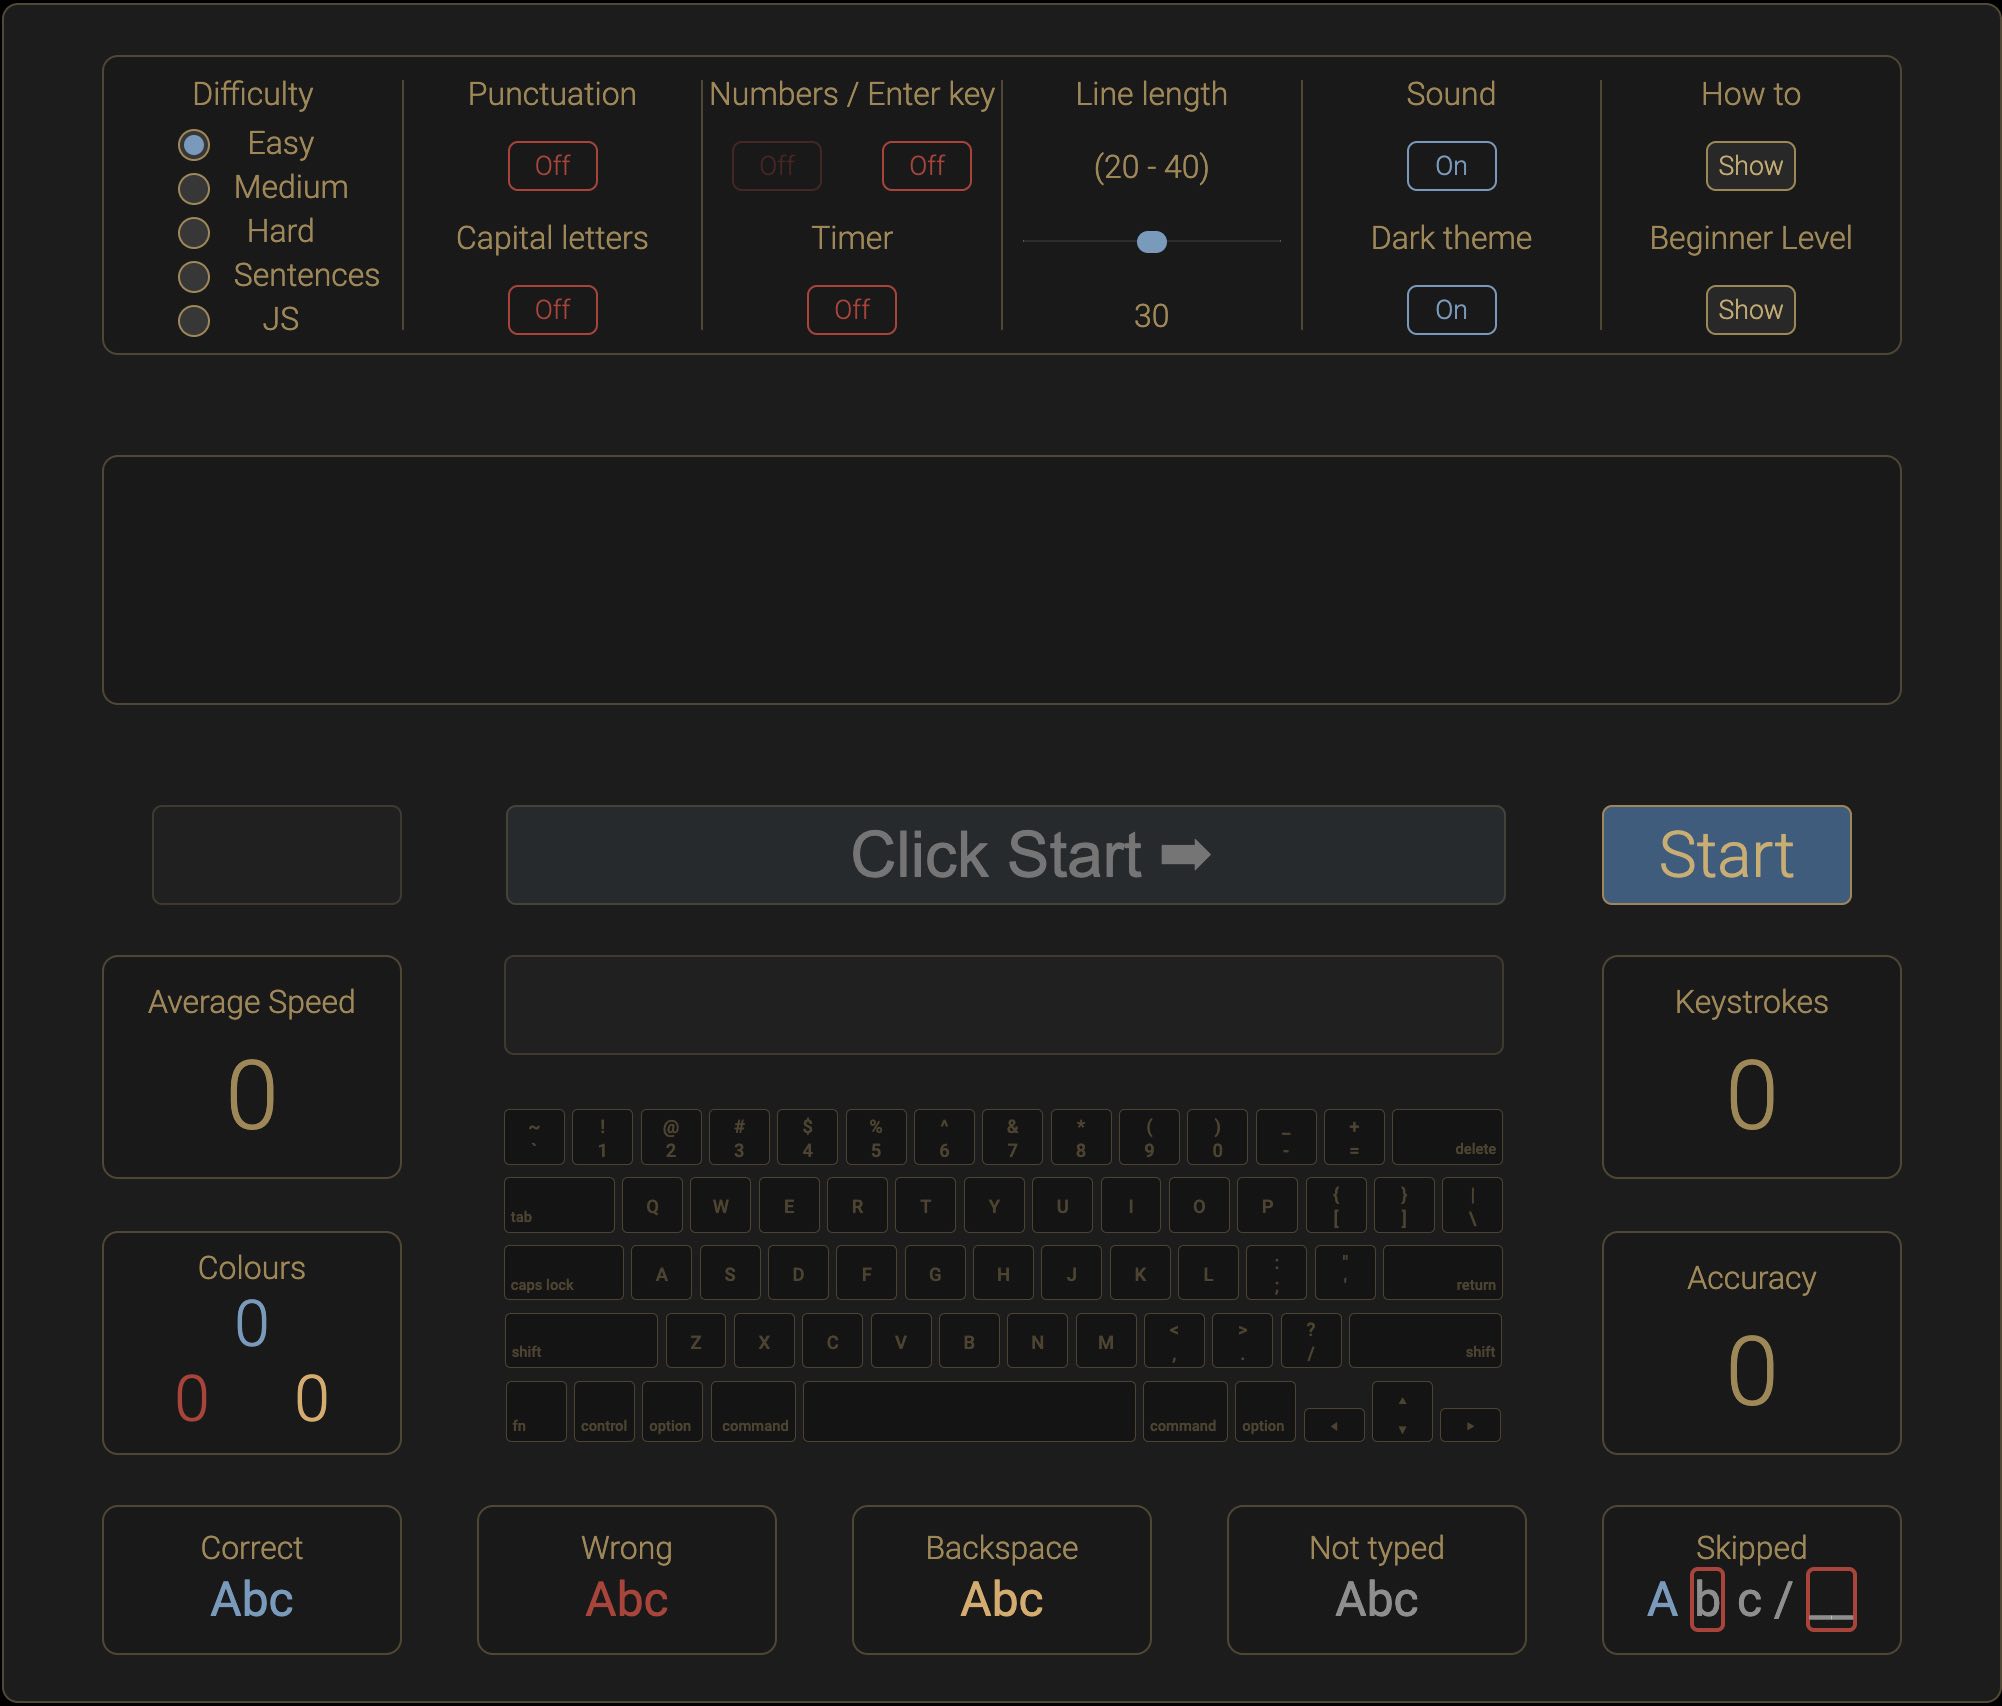 Difficulty
Easy
Medium
Hard
Sentences
JS
Punctuation
Off
Capital letters
Off
Numbers / Enter key
Off Off
Timer
Off
Line length
(20 - 40)
30
Sound
On
Dark theme
On
How to
Show
Beginner Level
Show
Click Start ➡
Start
Average Speed
0
Keystrokes
0
Colours
0
0 0
Accuracy
0
~ ! @ # $ % ^ & * ( ) _ +
` 1 2 3 4 5 6 7 8 9 0 - = delete
tab Q W E R T Y U I O P { } |
[ ] \
caps lock A S D F G H J K L : "
; ' return
shift Z X C V B N M < > ?
, . / shift
fn control option command command option ◂ ▴ ▾ ▸
Correct
Abc
Wrong
Abc
Backspace
Abc
Not typed
Abc
Skipped
A b c / __